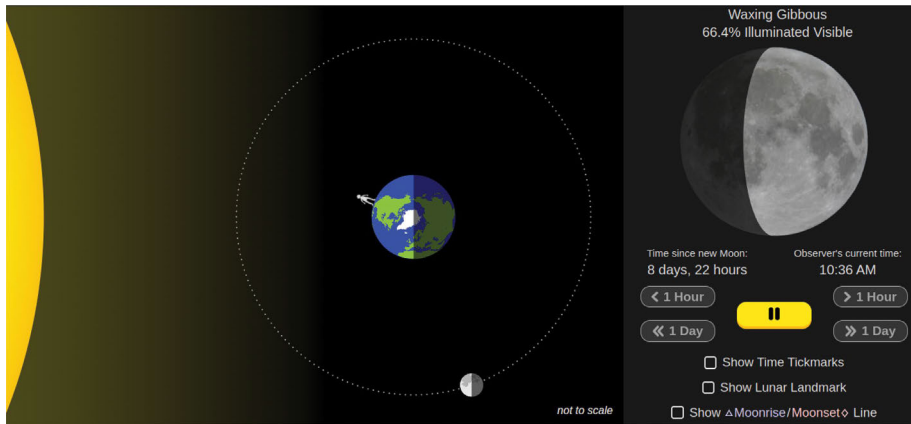 Waxing Gibbous
66.4% Illuminated Visible
Time since new Moon:
8 days, 22 hours
Observer's current time:
10:36 AM
< 1 Hour
> 1 Hour
« 1 Day
» 1 Day
Show Time Tickmarks
Show Lunar Landmark
Show △Moonrise/Moonset◊ Line
not to scale